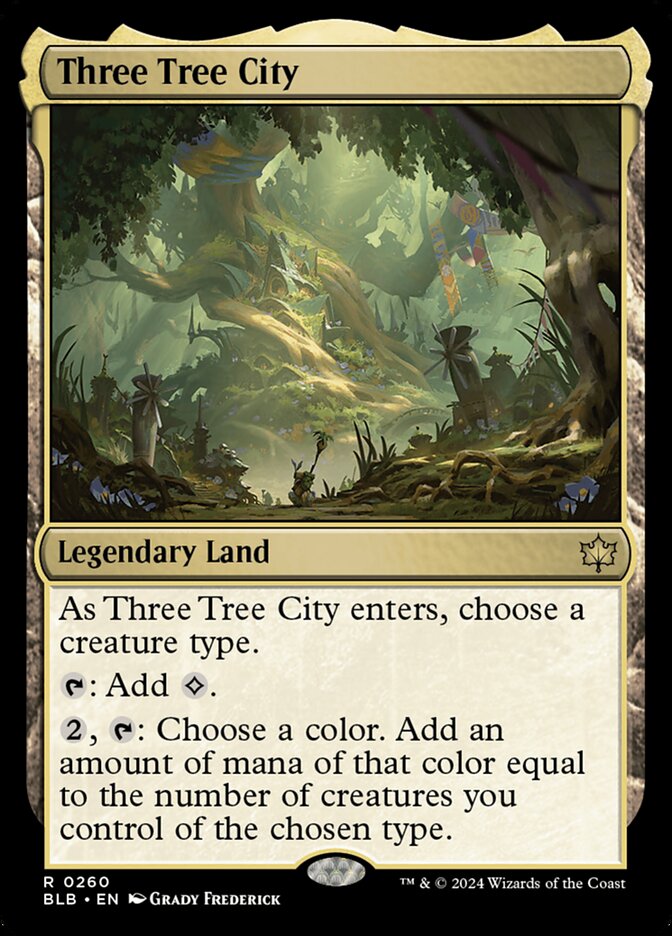 Three Tree City
Legendary Land
As Three Tree City enters, choose a
creature type.
: Add .
2, : Choose a color. Add an
amount of mana of that color equal
to the number of creatures you
control of the chosen type.
R 0260
BLB • EN Grady Frederick
™ & © 2024 Wizards of the Coast